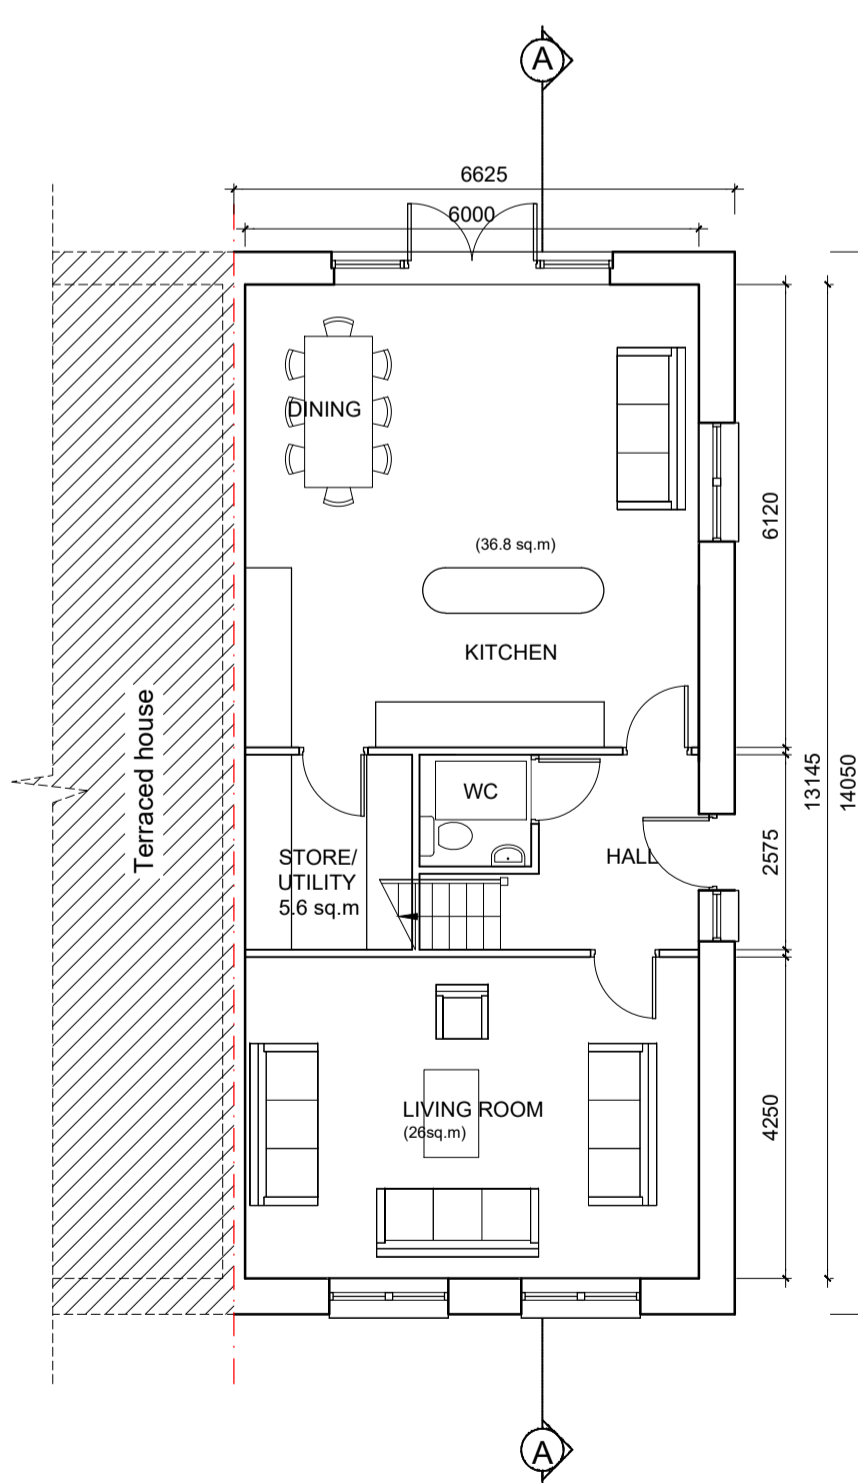 A
6625
6000
DINING
(36.8 sq.m)
6120
KITCHEN
Terraced house
WC
STORE/
UTILITY
5.6 sq.m
HALL
2575
13145
14050
LIVING ROOM
(26sq.m)
4250
A